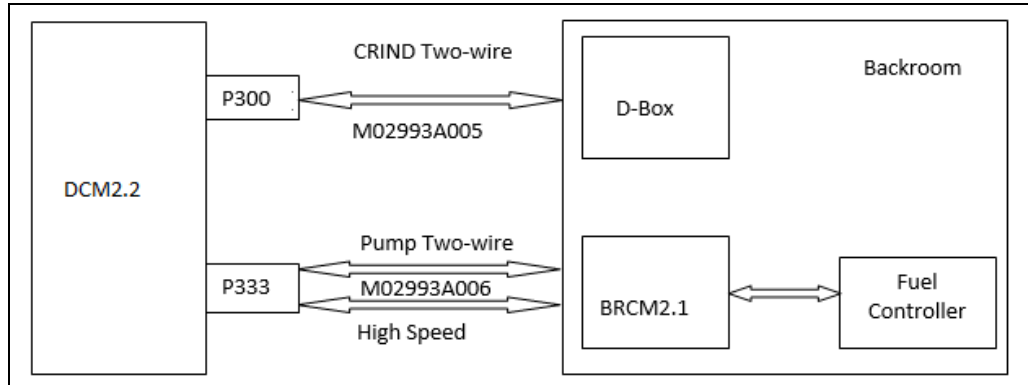 CRIND Two-wire
Backroom
P300
D-Box
M02993A005
DCM2.2
Pump Two-wire
P333
M02993A006
BRCM2.1
Fuel
Controller
High Speed